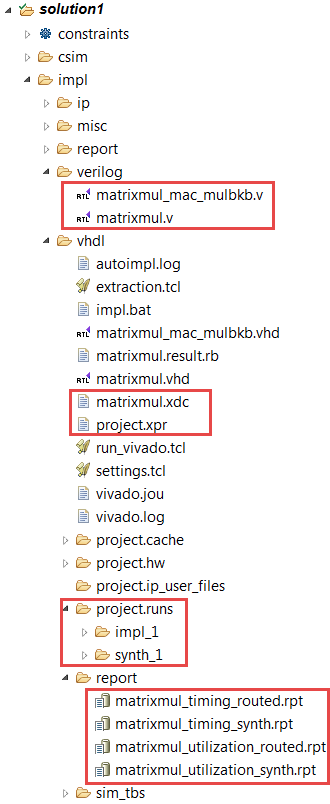 solution1
constraints
csim
impl
ip
misc
report
verilog
RTL matrixmul_mac_mulbkb.v
RTL matrixmul.v
vhdl
autoimpl.log
extraction.tcl
impl.bat
RTL matrixmul_mac_mulbkb.vhd
matrixmul.result.rb
RTL matrixmul.vhd
matrixmul.xdc
project.xpr
run_vivado.tcl
settings.tcl
vivado.jou
vivado.log
project.cache
project.hw
project.ip_user_files
project.runs
impl_1
synth_1
report
matrixmul_timing_routed.rpt
matrixmul_timing_synth.rpt
matrixmul_utilization_routed.rpt
matrixmul_utilization_synth.rpt
sim_tbs